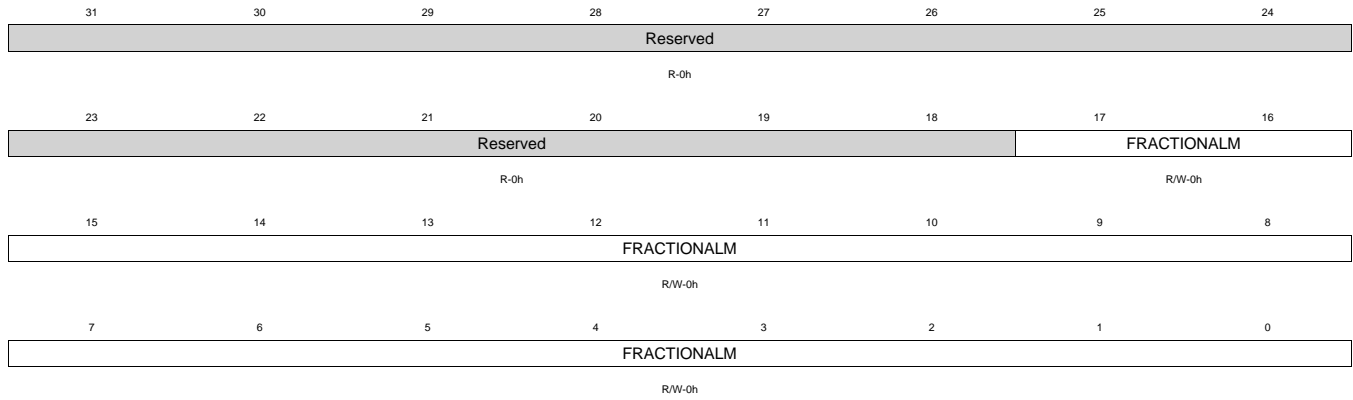 31 30 29 28 27 26 25 24
Reserved
R-0h
23 22 21 20 19 18 17 16
Reserved FRACTIONALM
R-0h R/W-0h
15 14 13 12 11 10 9 8
FRACTIONALM
R/W-0h
7 6 5 4 3 2 1 0
FRACTIONALM
R/W-0h